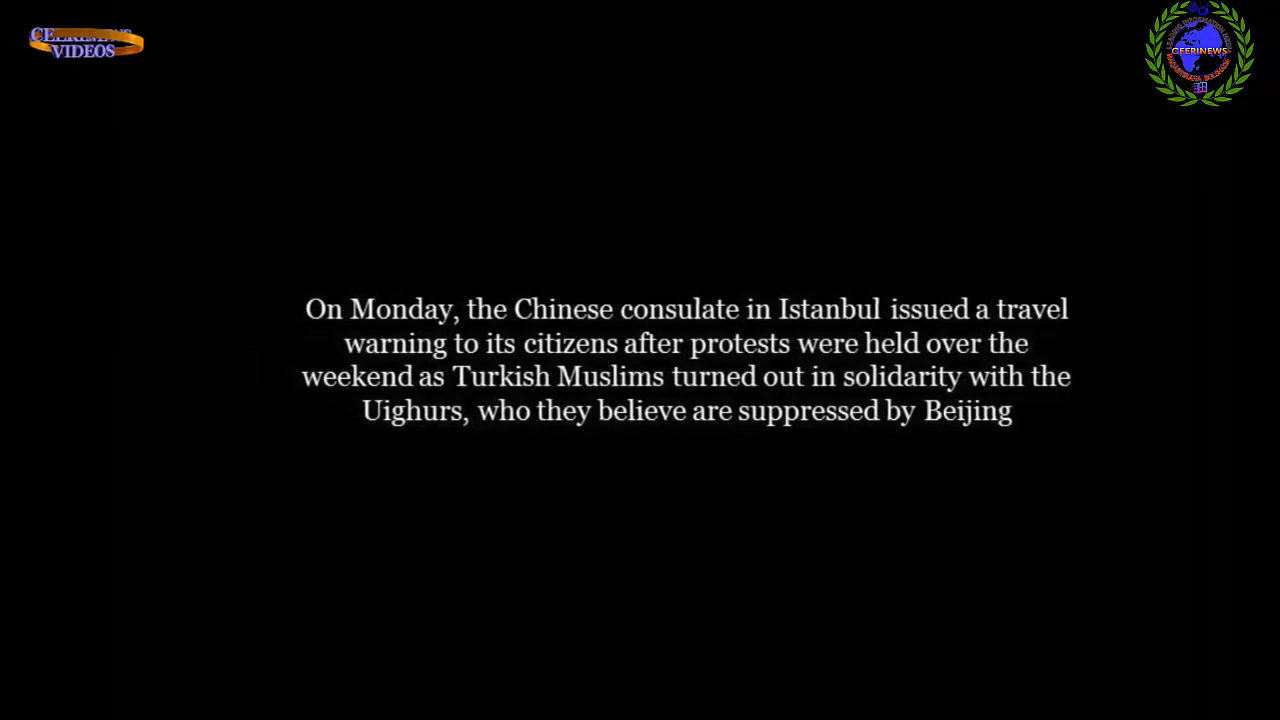 CEERINEWS
VIDEOS
CEERINEWS
On Monday, the Chinese consulate in Istanbul issued a travel
warning to its citizens after protests were held over the
weekend as Turkish Muslims turned out in solidarity with the
Uighurs, who they believe are suppressed by Beijing